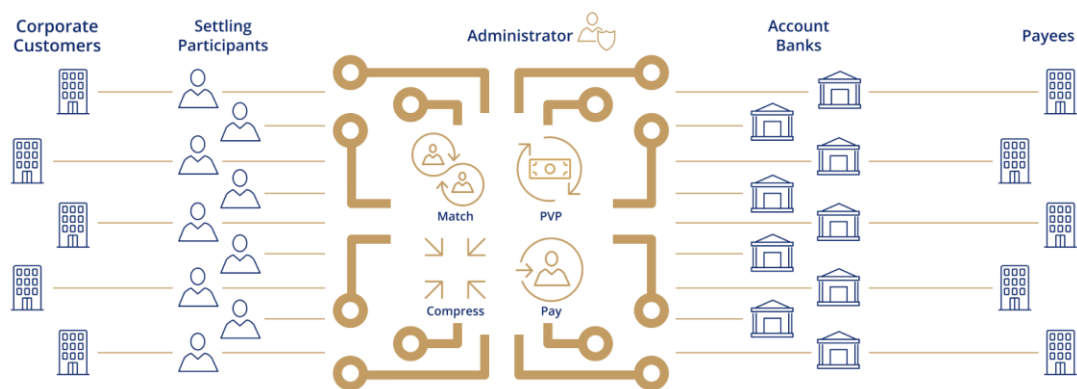 Corporate
Customers
Settling
Participants
Administrator
Account
Banks
Payees
Match
PVP
Compress
Pay